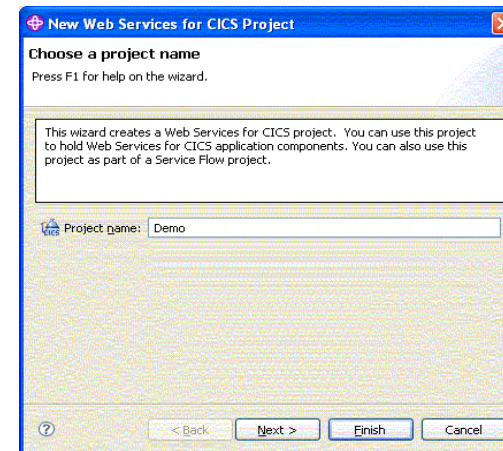 New Web Services for CICS Project
Choose a project name
Press F1 for help on the wizard.
This wizard creates a Web Services for CICS project. You can use this project
to hold Web Services for CICS application components. You can also use this
project as part of a Service Flow project.
CICS Project name: Demo
? < Back Next > Finish Cancel